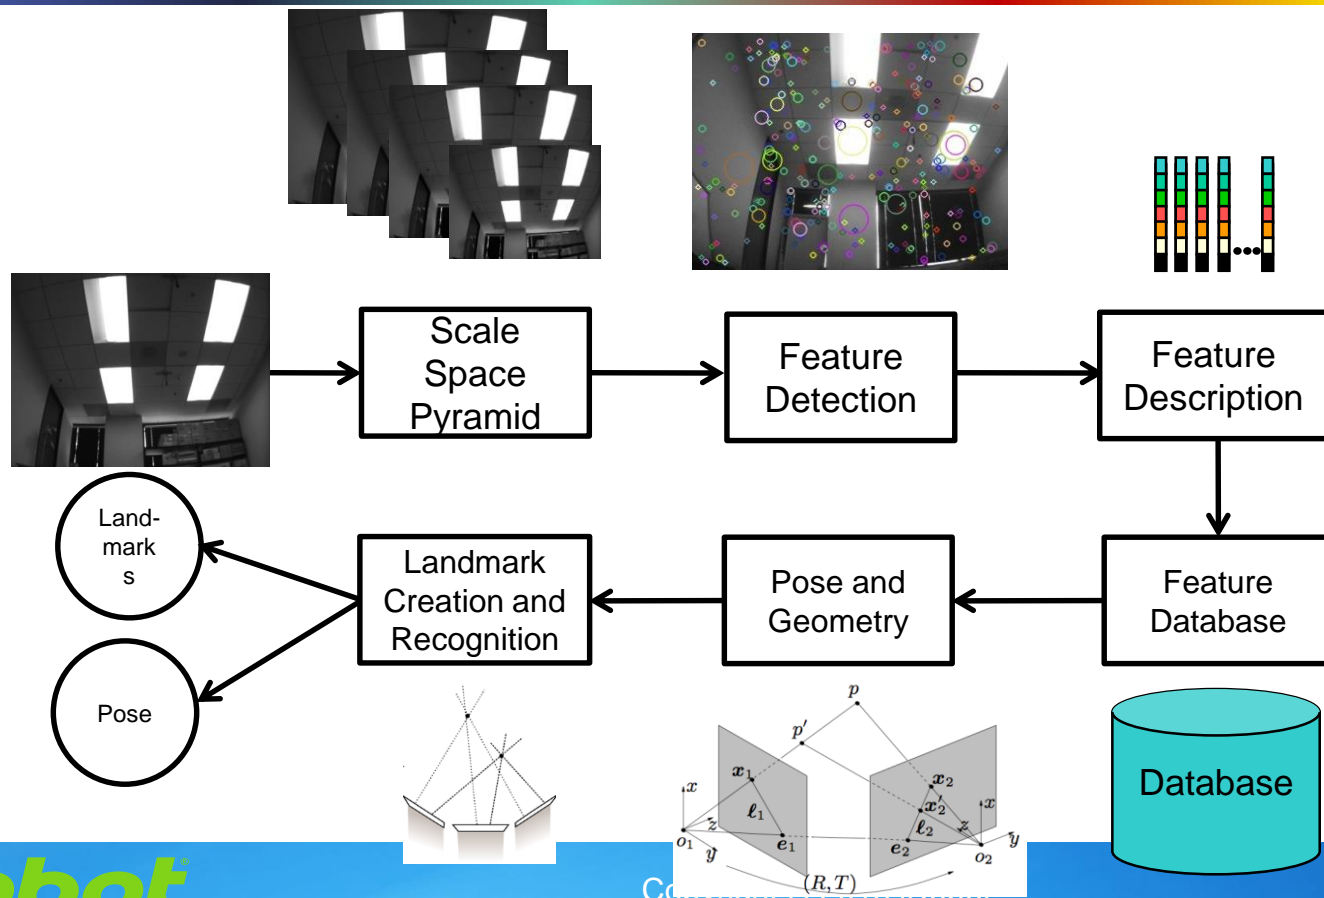 Scale
Space
Pyramid
Feature
Detection
Feature
Description
Land-
mark
s
Landmark
Creation and
Recognition
Pose and
Geometry
Feature
Database
Pose
p
p′
x₁
x₂
x′₂
x
x
ℓ₁
ℓ₂
z
z
e₁
e₂
o₁
o₂
y
y
(R, T)
Database